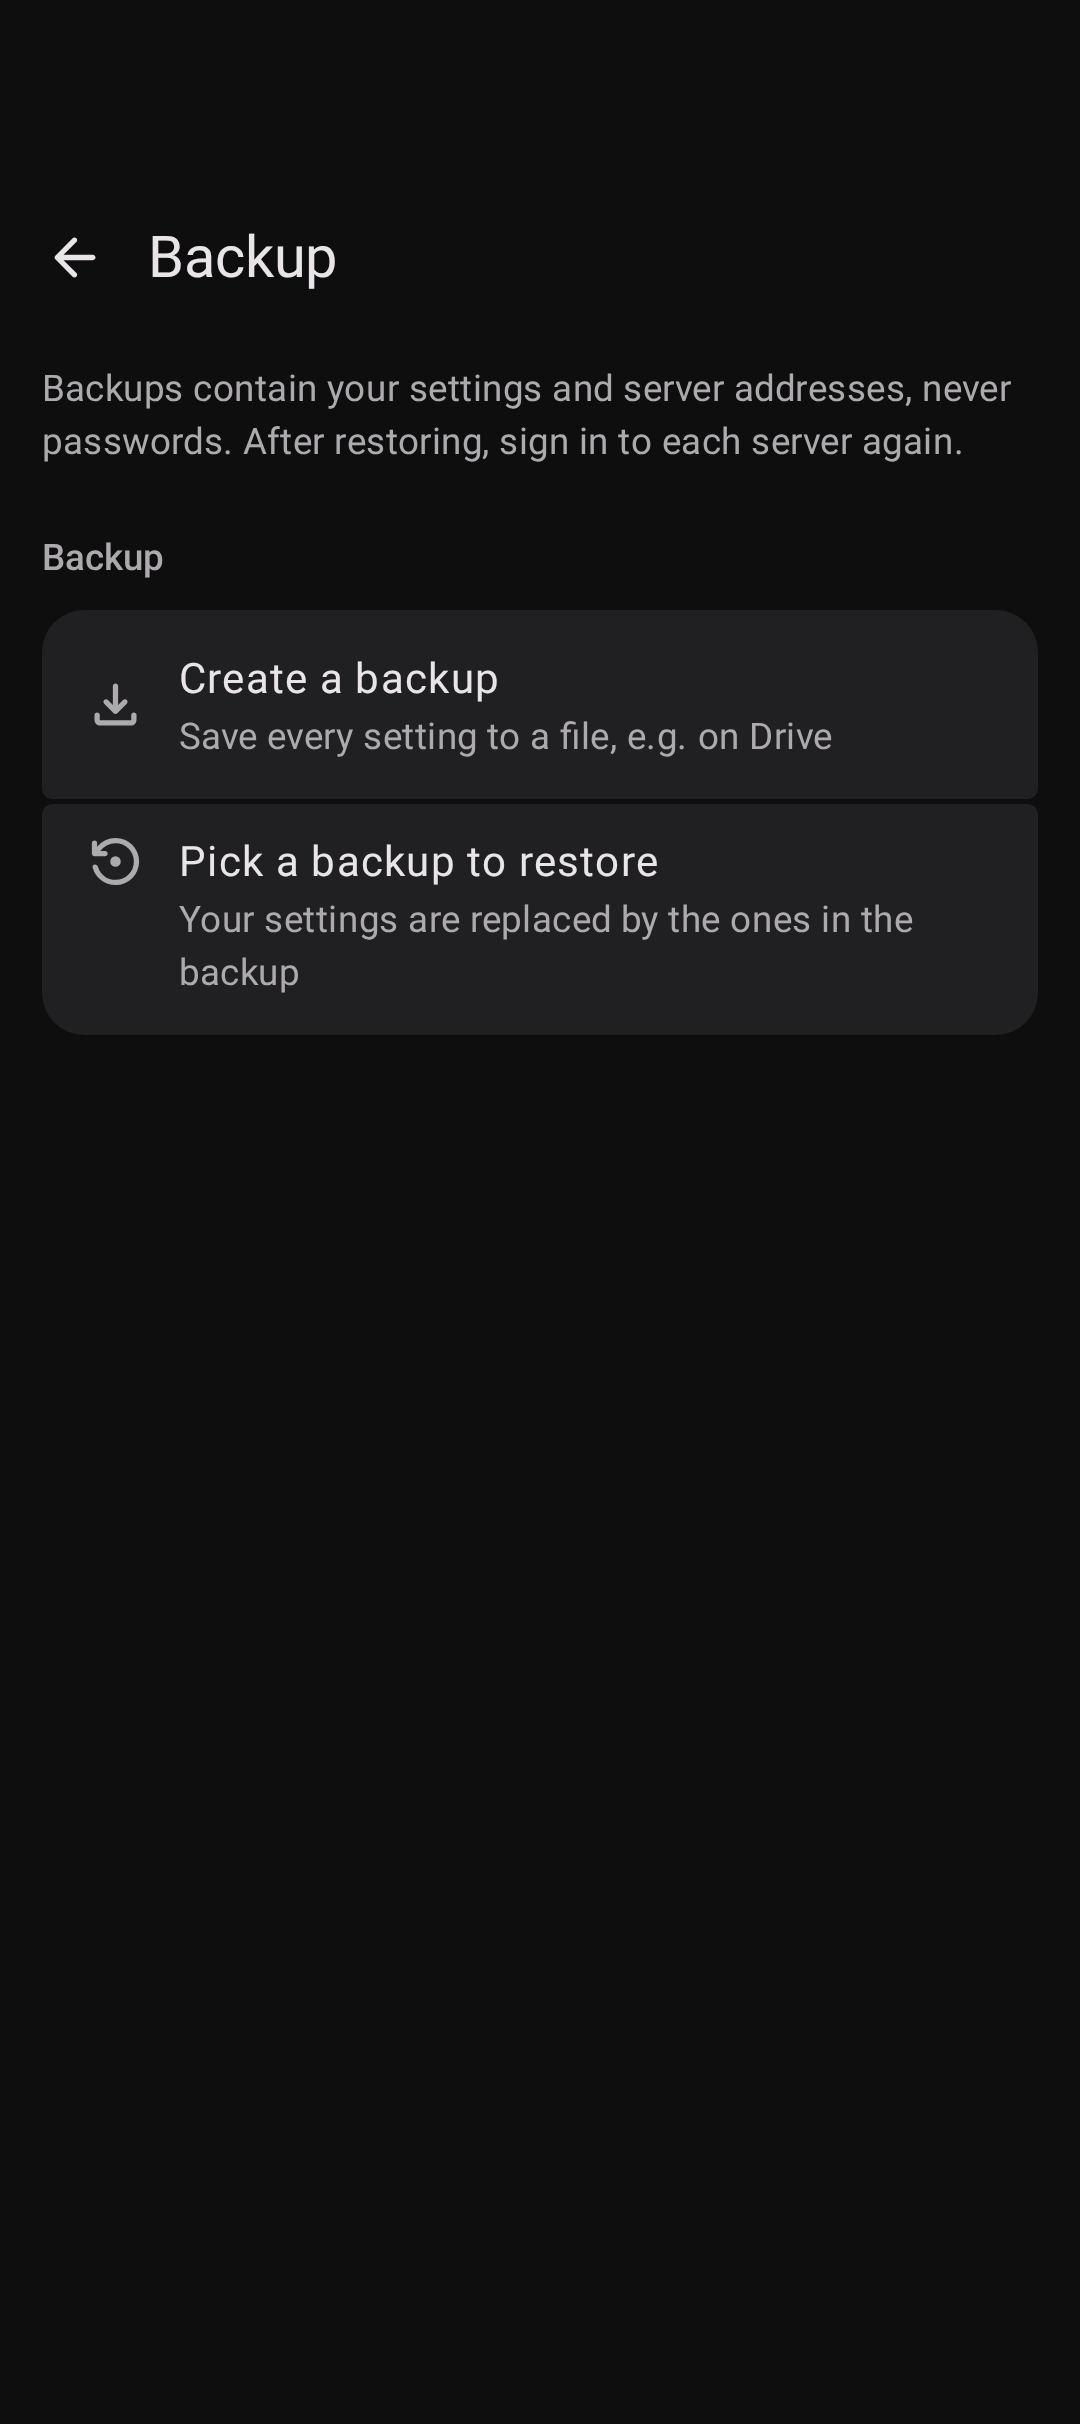 Backup
Backups contain your settings and server addresses, never
passwords. After restoring, sign in to each server again.
Backup
Create a backup
Save every setting to a file, e.g. on Drive
Pick a backup to restore
Your settings are replaced by the ones in the
backup